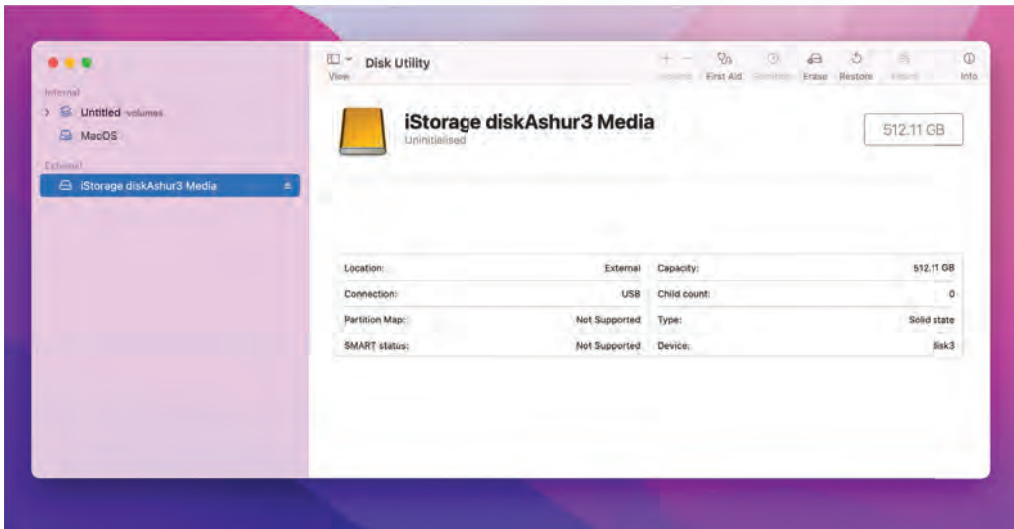 Disk Utility
View
First Aid
Erase
Restore
Info
Internal
Untitled volumes
MacOS
External
iStorage diskAshur3 Media
iStorage diskAshur3 Media
Uninitialised
512.11 GB
Location:
External
Capacity:
512.11 GB
Connection:
USB
Child count:
0
Partition Map:
Not Supported
Type:
Solid state
SMART status:
Not Supported
Device:
disk3